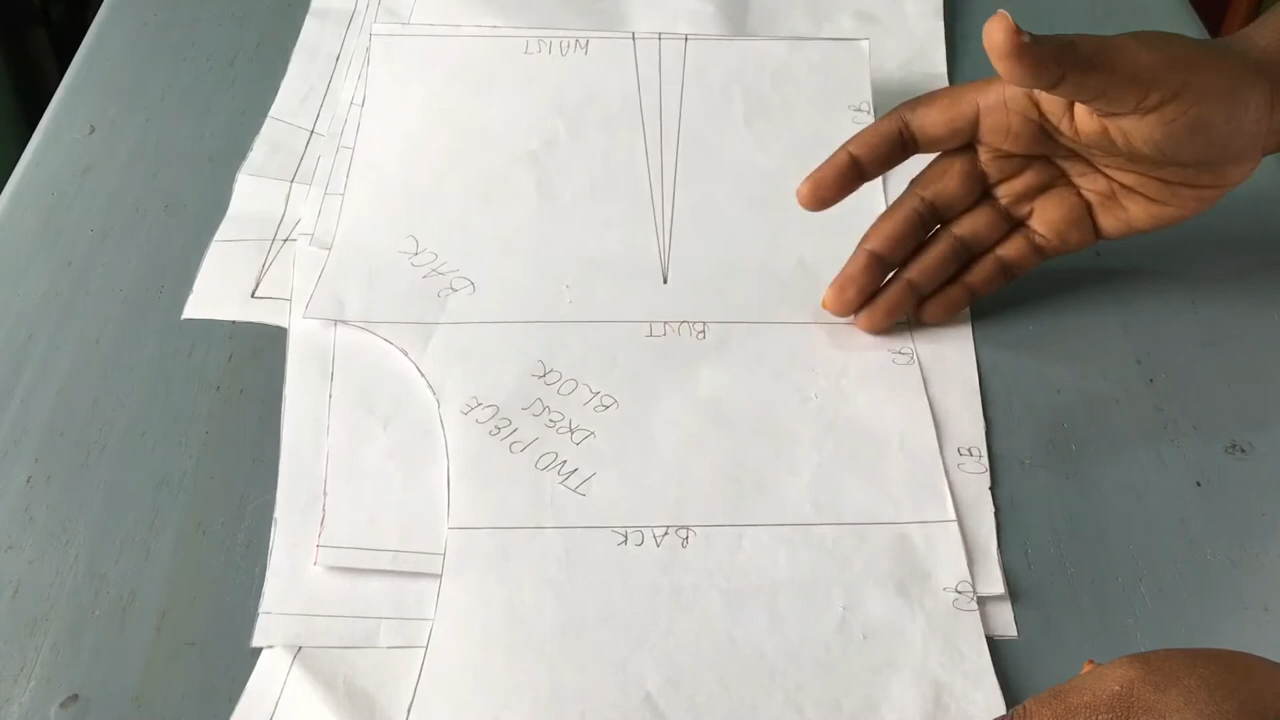 WAIST
CB
BACK
BUST
CB
TWO PIECE
DRESS
BLOCK
CB
BACK
CB